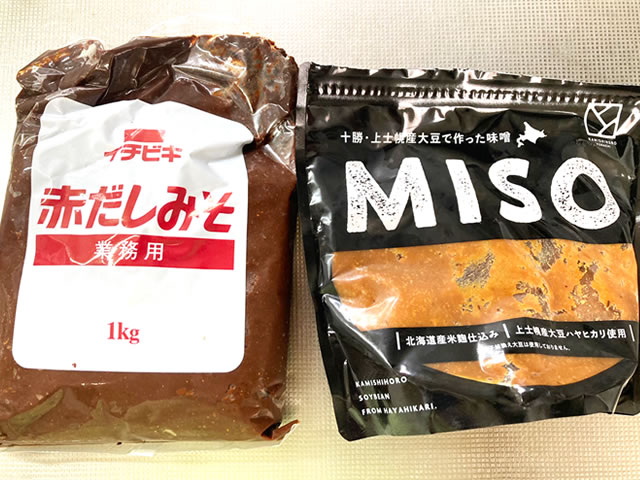 イチビキ
赤だしみそ
業務用
1kg
KAMISHIHORO
十勝・上士幌産大豆で作った味噌
MISO
北海道産米麹仕込み
上士幌産大豆ハヤヒカリ使用
KAMISHIHORO
SOYBEAN
FROM HAYAHIKARI.